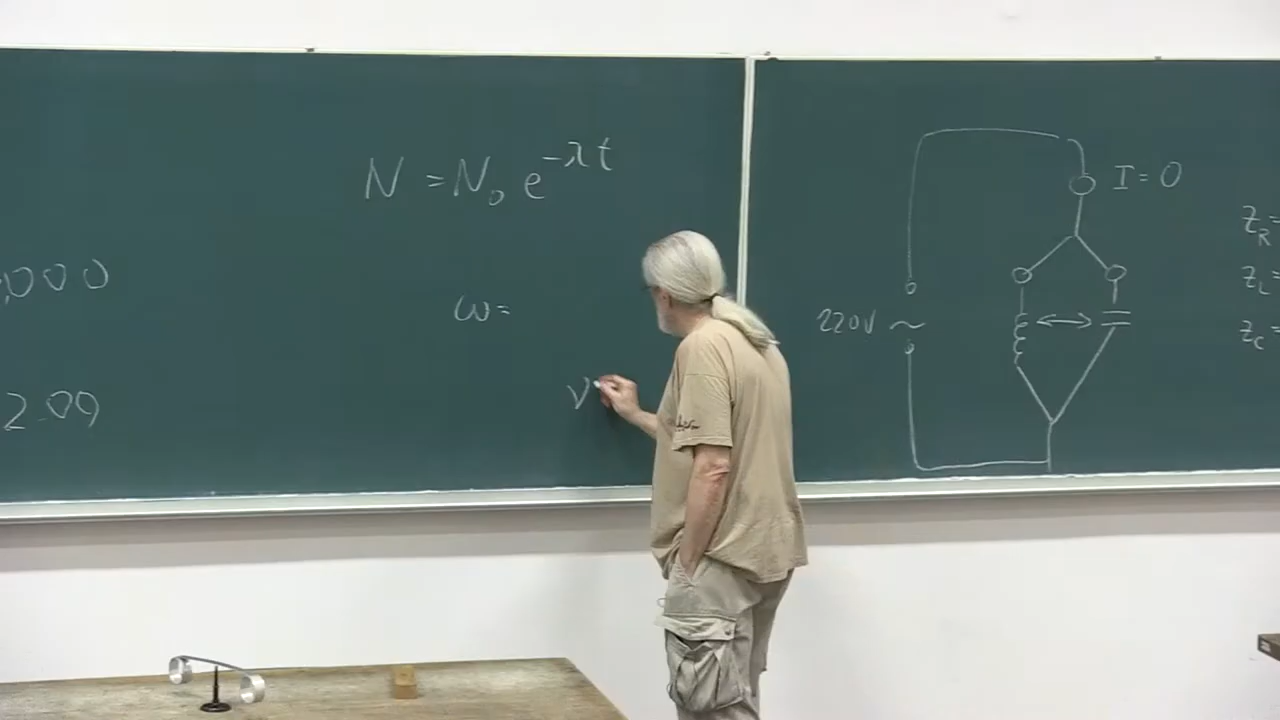 N = N₀ e^{-λt}
,000
ω=
ν
2.09
I = 0
220V ~
Z_R=
Z_L=
Z_C=